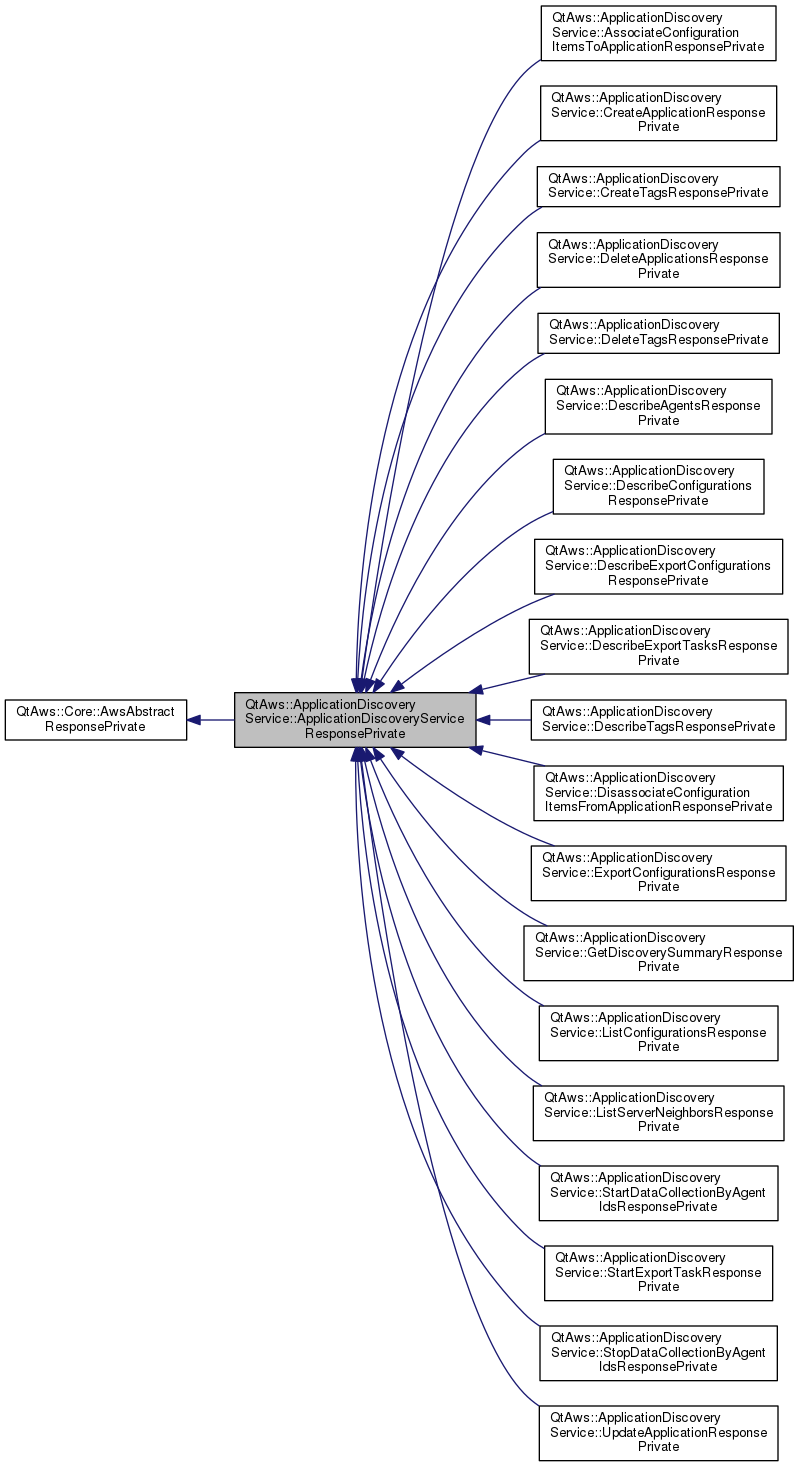 QtAws::ApplicationDiscovery
Service::AssociateConfiguration
ItemsToApplicationResponsePrivate
QtAws::ApplicationDiscovery
Service::CreateApplicationResponse
Private
QtAws::ApplicationDiscovery
Service::CreateTagsResponsePrivate
QtAws::ApplicationDiscovery
Service::DeleteApplicationsResponse
Private
QtAws::ApplicationDiscovery
Service::DeleteTagsResponsePrivate
QtAws::ApplicationDiscovery
Service::DescribeAgentsResponse
Private
QtAws::ApplicationDiscovery
Service::DescribeConfigurations
ResponsePrivate
QtAws::ApplicationDiscovery
Service::DescribeExportConfigurations
ResponsePrivate
QtAws::ApplicationDiscovery
Service::DescribeExportTasksResponse
Private
QtAws::Core::AwsAbstract
ResponsePrivate
QtAws::ApplicationDiscovery
Service::ApplicationDiscoveryService
ResponsePrivate
QtAws::ApplicationDiscovery
Service::DescribeTagsResponsePrivate
QtAws::ApplicationDiscovery
Service::DisassociateConfiguration
ItemsFromApplicationResponsePrivate
QtAws::ApplicationDiscovery
Service::ExportConfigurationsResponse
Private
QtAws::ApplicationDiscovery
Service::GetDiscoverySummaryResponse
Private
QtAws::ApplicationDiscovery
Service::ListConfigurationsResponse
Private
QtAws::ApplicationDiscovery
Service::ListServerNeighborsResponse
Private
QtAws::ApplicationDiscovery
Service::StartDataCollectionByAgent
IdsResponsePrivate
QtAws::ApplicationDiscovery
Service::StartExportTaskResponse
Private
QtAws::ApplicationDiscovery
Service::StopDataCollectionByAgent
IdsResponsePrivate
QtAws::ApplicationDiscovery
Service::UpdateApplicationResponse
Private